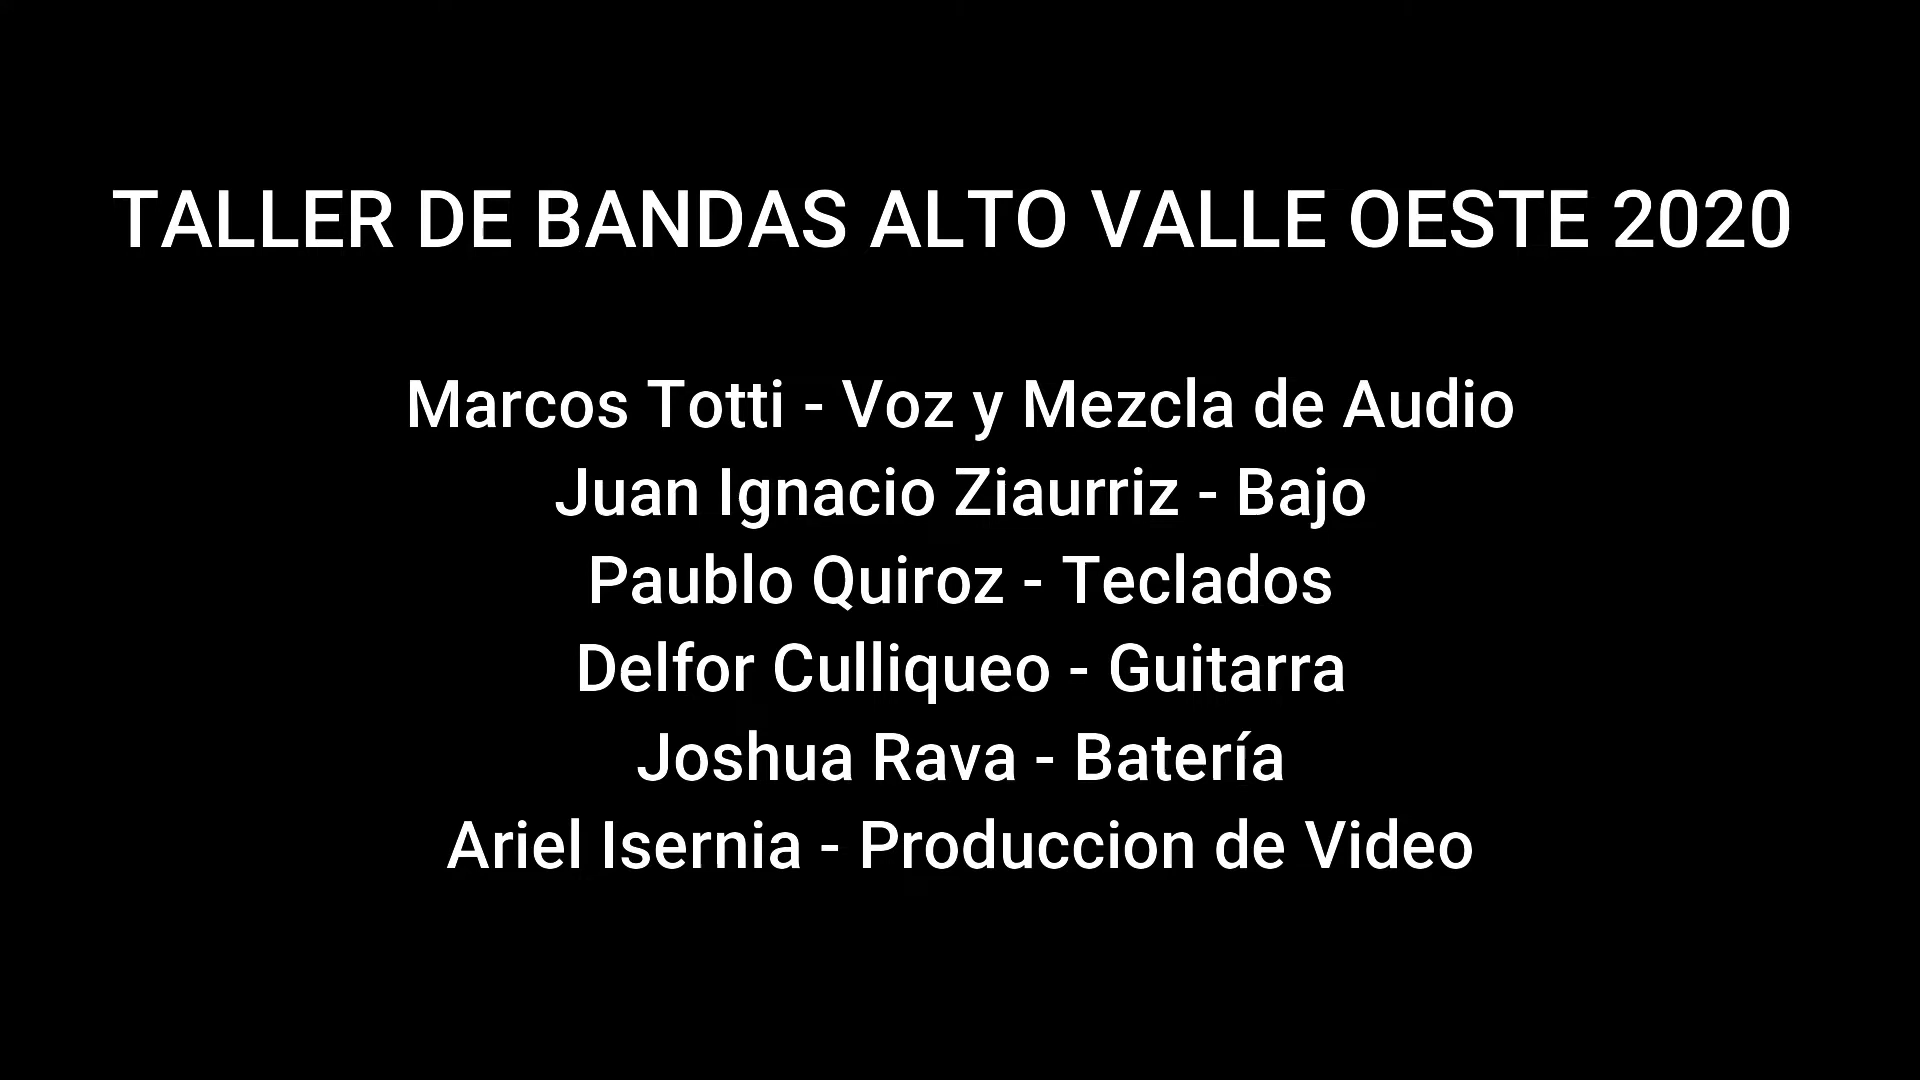 TALLER DE BANDAS ALTO VALLE OESTE 2020
Marcos Totti - Voz y Mezcla de Audio
Juan Ignacio Ziaurriz - Bajo
Paublo Quiroz - Teclados
Delfor Culliqueo - Guitarra
Joshua Rava - Batería
Ariel Isernia - Produccion de Video